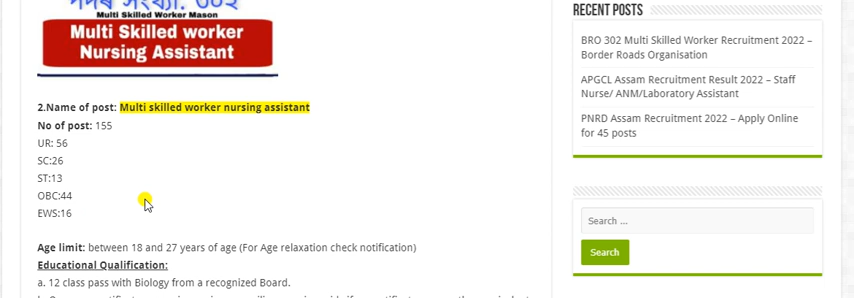 পদৰ সংখ্যা. ৩০২
Multi Skilled Worker Mason
Multi Skilled worker
Nursing Assistant
2.Name of post: Multi skilled worker nursing assistant
No of post: 155
UR: 56
SC:26
ST:13
OBC:44
EWS:16
Age limit: between 18 and 27 years of age (For Age relaxation check notification)
Educational Qualification:
a. 12 class pass with Biology from a recognized Board.
RECENT POSTS
BRO 302 Multi Skilled Worker Recruitment 2022 –
Border Roads Organisation
APGCL Assam Recruitment Result 2022 – Staff
Nurse/ ANM/Laboratory Assistant
PNRD Assam Recruitment 2022 – Apply Online
for 45 posts
Search ...
Search